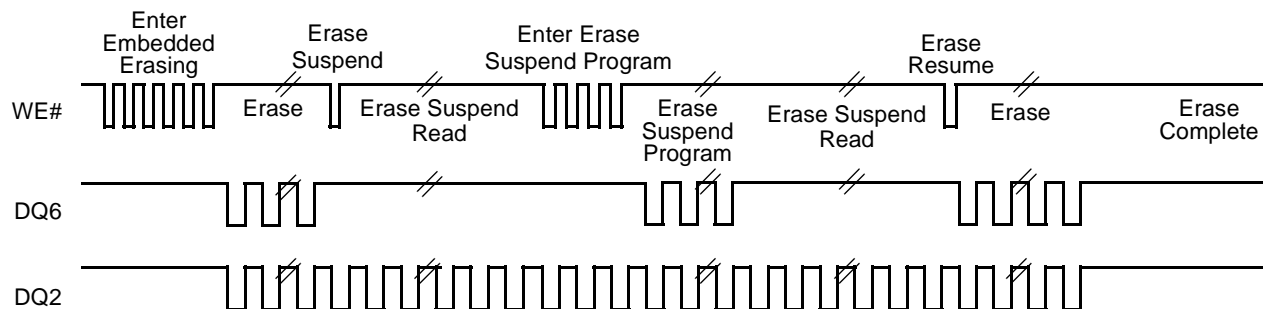 Enter
Embedded
Erasing
Erase
Suspend
Enter Erase
Suspend Program
Erase
Resume
WE#
Erase
Erase Suspend
Read
Erase
Suspend
Program
Erase Suspend
Read
Erase
Erase
Complete
DQ6
DQ2